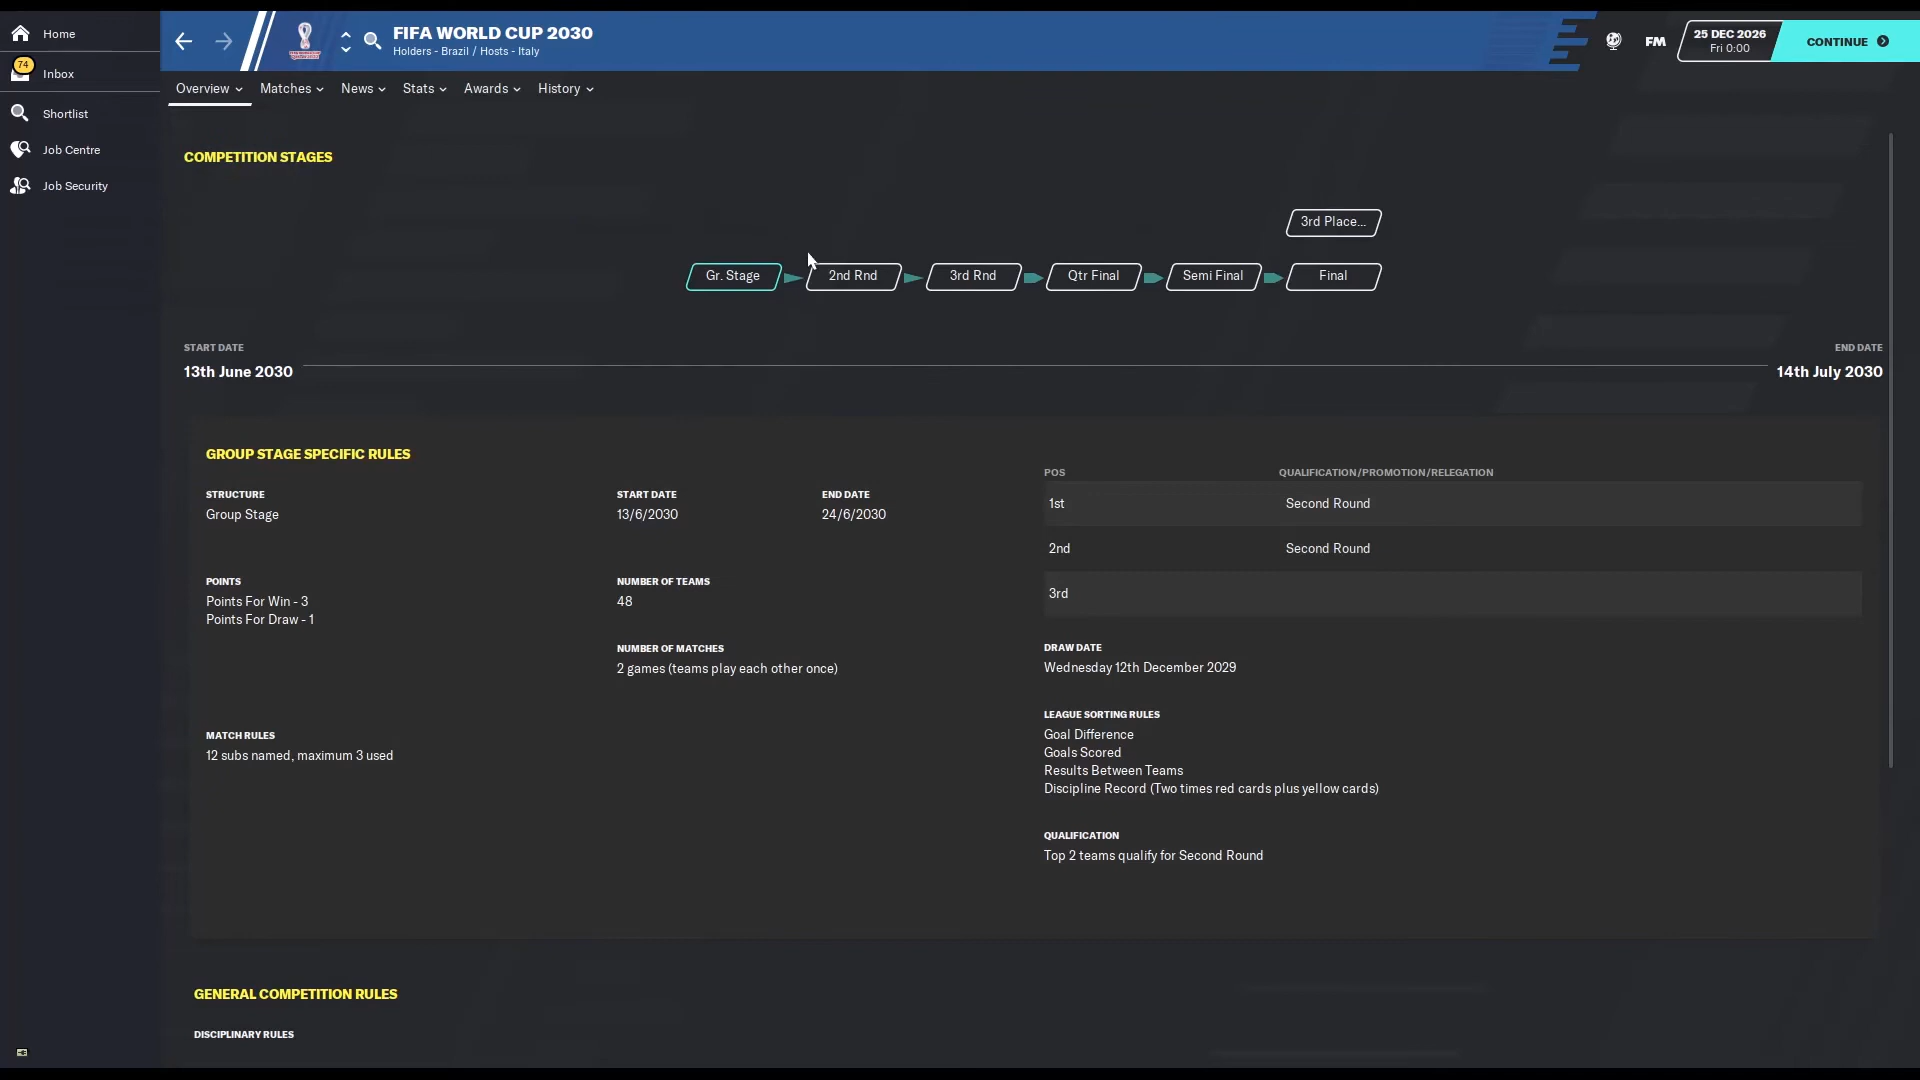 Home
74
Inbox
Shortlist
Job Centre
Job Security
FIFA WORLD CUP 2030
Holders - Brazil / Hosts - Italy
FM
25 DEC 2026
Fri 0:00
CONTINUE
Overview
Matches
News
Stats
Awards
History
COMPETITION STAGES
3rd Place...
Gr. Stage
2nd Rnd
3rd Rnd
Qtr Final
Semi Final
Final
START DATE
13th June 2030
END DATE
14th July 2030
GROUP STAGE SPECIFIC RULES
STRUCTURE
Group Stage
START DATE
13/6/2030
END DATE
24/6/2030
POINTS
Points For Win - 3
Points For Draw - 1
NUMBER OF TEAMS
48
NUMBER OF MATCHES
2 games (teams play each other once)
MATCH RULES
12 subs named, maximum 3 used
POS
QUALIFICATION/PROMOTION/RELEGATION
1st
Second Round
2nd
Second Round
3rd
DRAW DATE
Wednesday 12th December 2029
LEAGUE SORTING RULES
Goal Difference
Goals Scored
Results Between Teams
Discipline Record (Two times red cards plus yellow cards)
QUALIFICATION
Top 2 teams qualify for Second Round
GENERAL COMPETITION RULES
DISCIPLINARY RULES